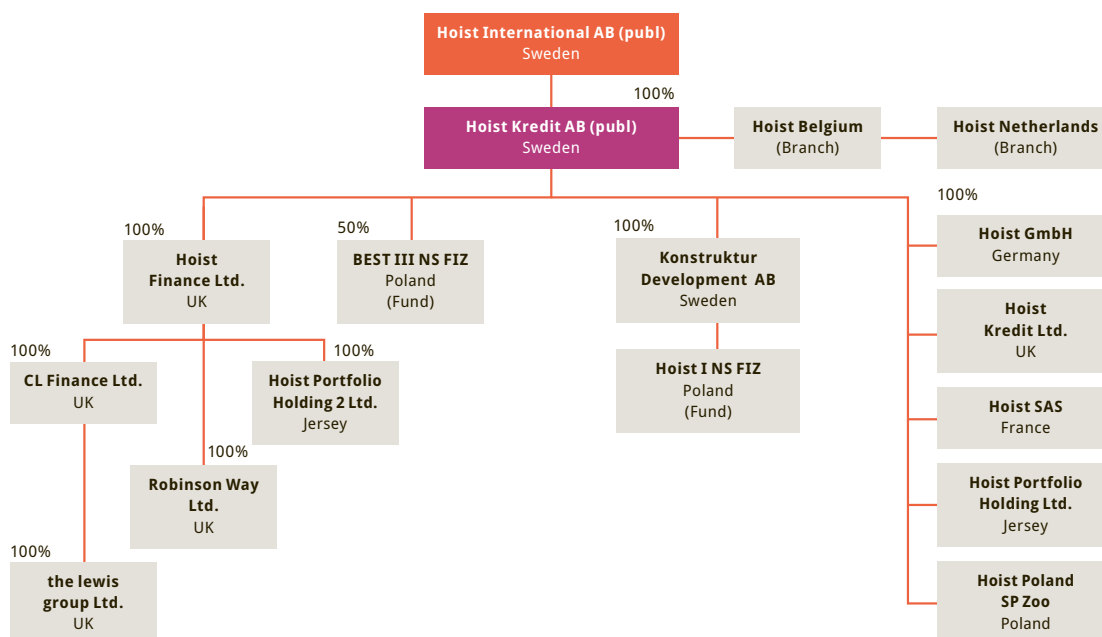 Hoist International AB (publ)
Sweden
100%
Hoist Kredit AB (publ)
Sweden
Hoist Belgium
(Branch)
Hoist Netherlands
(Branch)
100%
Hoist
Finance Ltd.
UK
50%
BEST III NS FIZ
Poland
(Fund)
100%
Konstruktur
Development AB
Sweden
100%
Hoist GmbH
Germany
Hoist
Kredit Ltd.
UK
Hoist SAS
France
Hoist Portfolio
Holding Ltd.
Jersey
Hoist Poland
SP Zoo
Poland
100%
CL Finance Ltd.
UK
100%
Hoist Portfolio
Holding 2 Ltd.
Jersey
Hoist I NS FIZ
Poland
(Fund)
100%
Robinson Way
Ltd.
UK
100%
the lewis
group Ltd.
UK